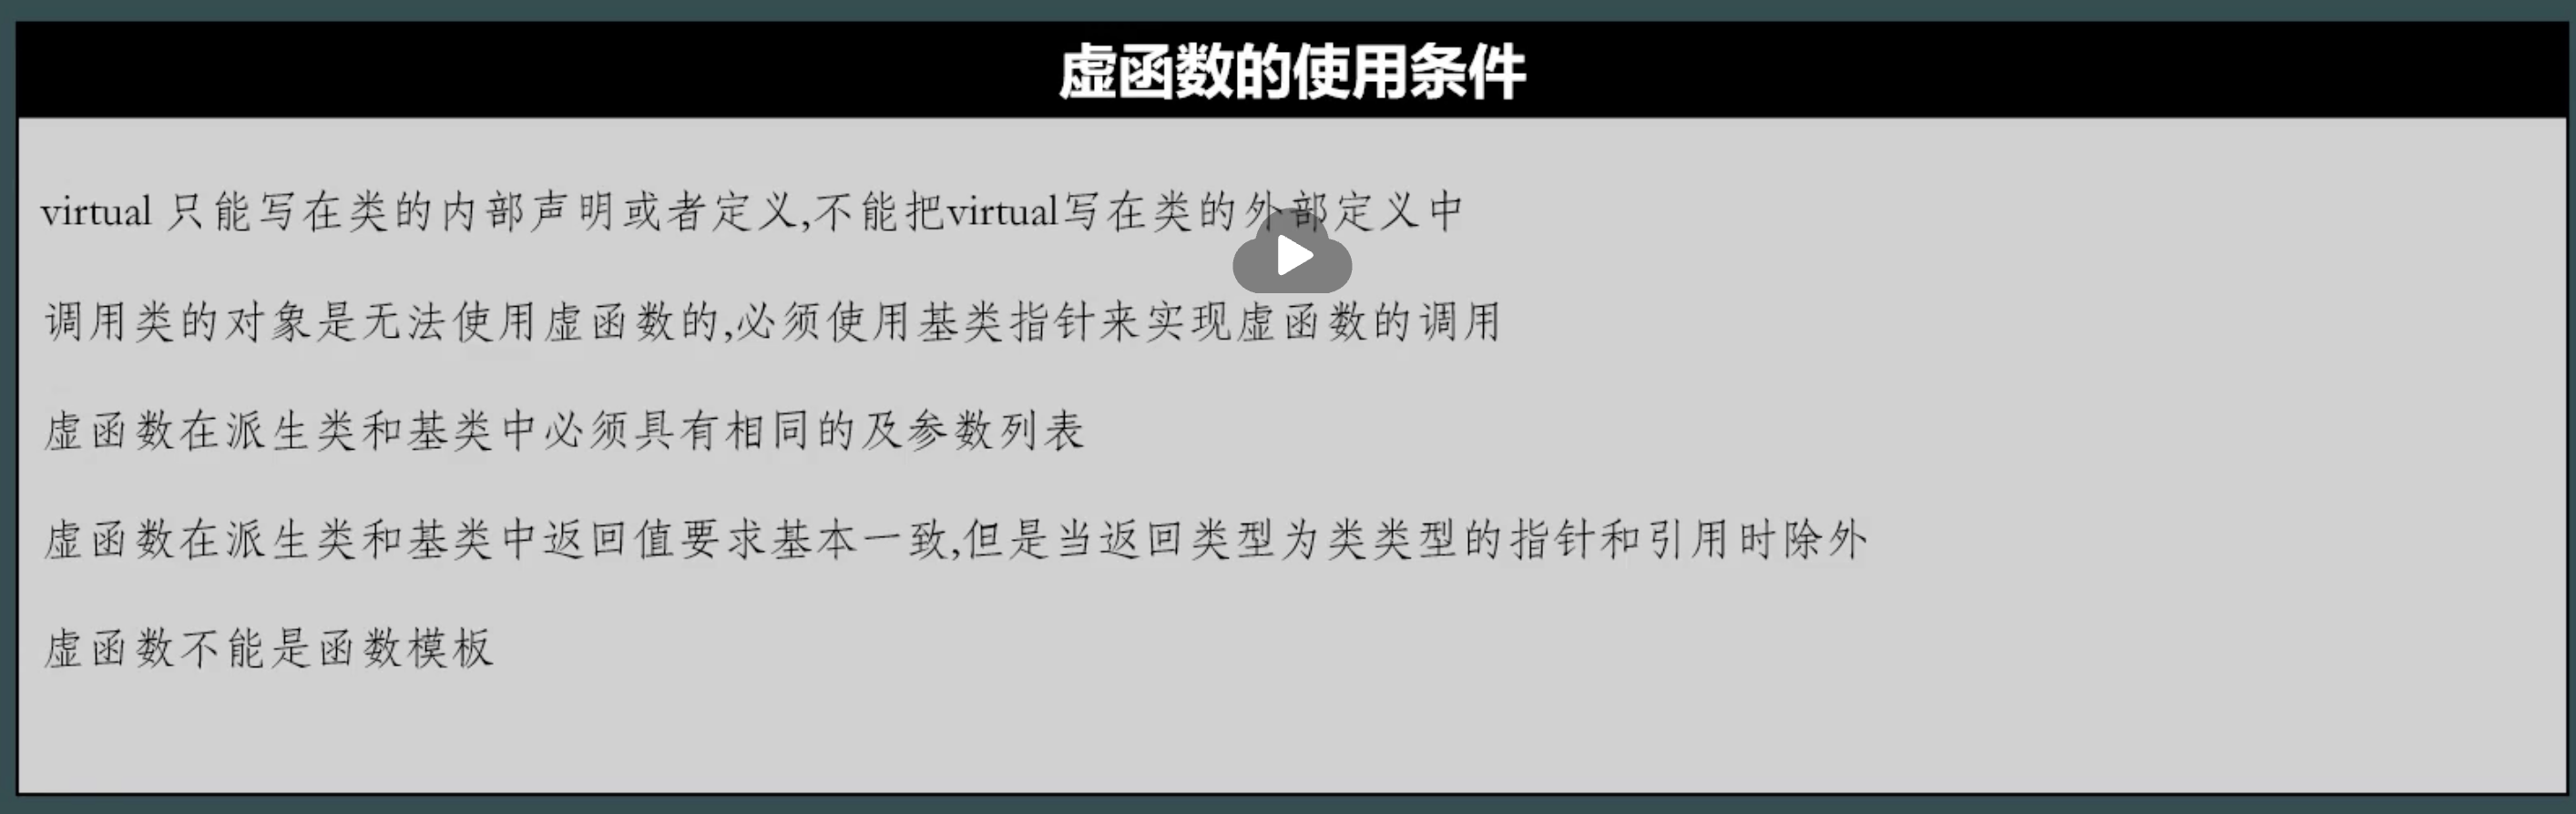 虚函数的使用条件
virtual 只能写在类的内部声明或者定义,不能把virtual写在类的外部定义中
调用类的对象是无法使用虚函数的,必须使用基类指针来实现虚函数的调用
虚函数在派生类和基类中必须具有相同的及参数列表
虚函数在派生类和基类中返回值要求基本一致,但是当返回类型为类类型的指针和引用时除外
虚函数不能是函数模板